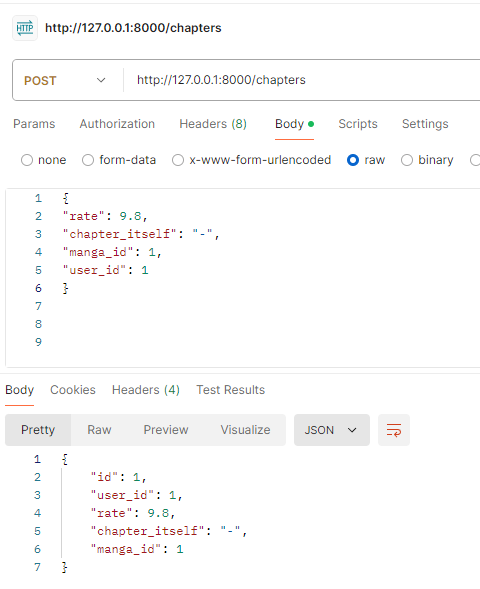 HTTP http://127.0.0.1:8000/chapters
POST http://127.0.0.1:8000/chapters
Params Authorization Headers (8) Body Scripts Settings
none form-data x-www-form-urlencoded raw binary
1 {
2 "rate": 9.8,
3 "chapter_itself": "-",
4 "manga_id": 1,
5 "user_id": 1
6 }
7
8
9
Body Cookies Headers (4) Test Results
Pretty Raw Preview Visualize JSON
1 {
2 "id": 1,
3 "user_id": 1,
4 "rate": 9.8,
5 "chapter_itself": "-",
6 "manga_id": 1
7 }